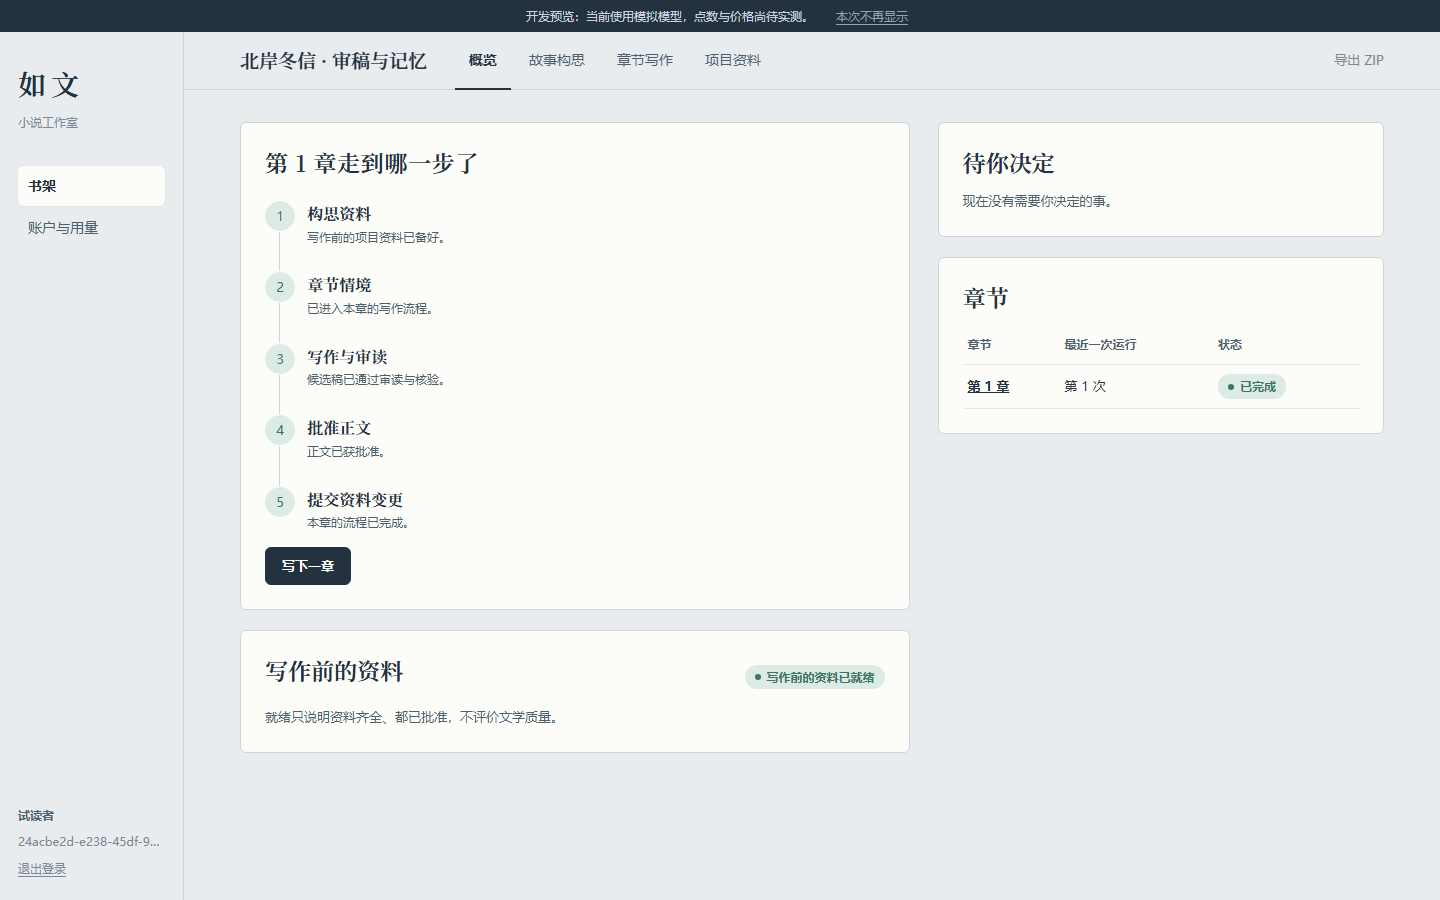 开发预览：当前使用模拟模型，点数与价格尚待实测。 本次不再显示
如文
小说工作室
书架
账户与用量
试读者
24acbe2d-e238-45df-9...
退出登录
北岸冬信 · 审稿与记忆 概览 故事构思 章节写作 项目资料 导出 ZIP
第 1 章走到哪一步了
1 构思资料
写作前的项目资料已备好。
2 章节情境
已进入本章的写作流程。
3 写作与审读
候选稿已通过审读与核验。
4 批准正文
正文已获批准。
5 提交资料变更
本章的流程已完成。
写下一章
写作前的资料 写作前的资料已就绪
就绪只说明资料齐全、都已批准，不评价文学质量。
待你决定
现在没有需要你决定的事。
章节
章节 最近一次运行 状态
第 1 章 第 1 次 已完成